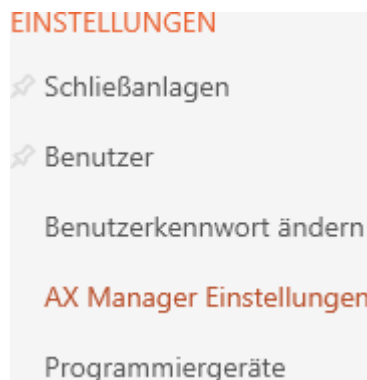 EINSTELLUNGEN
Schließanlagen
Benutzer
Benutzerkennwort ändern
AX Manager Einstellungen
Programmiergeräte